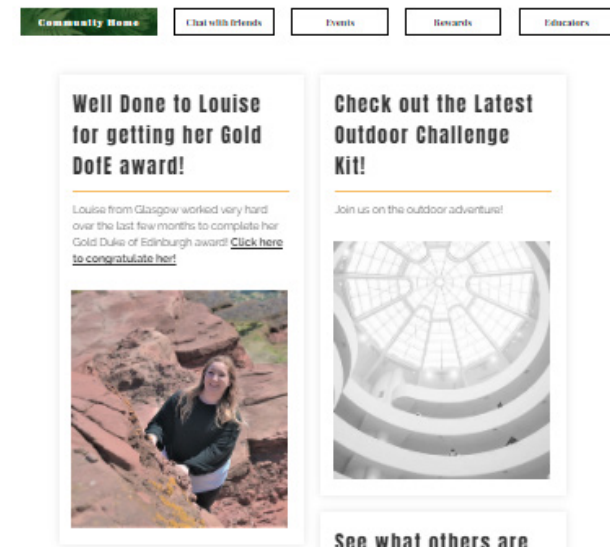 Community Home
Chat with friends
Events
Rewards
Educators
Well Done to Louise
for getting her Gold
DofE award!
Louise from Glasgow worked very hard
over the last few months to complete her
Gold Duke of Edinburgh award! Click here
to congratulate her!
Check out the Latest
Outdoor Challenge
Kit!
Join us on the outdoor adventure!
See what others are